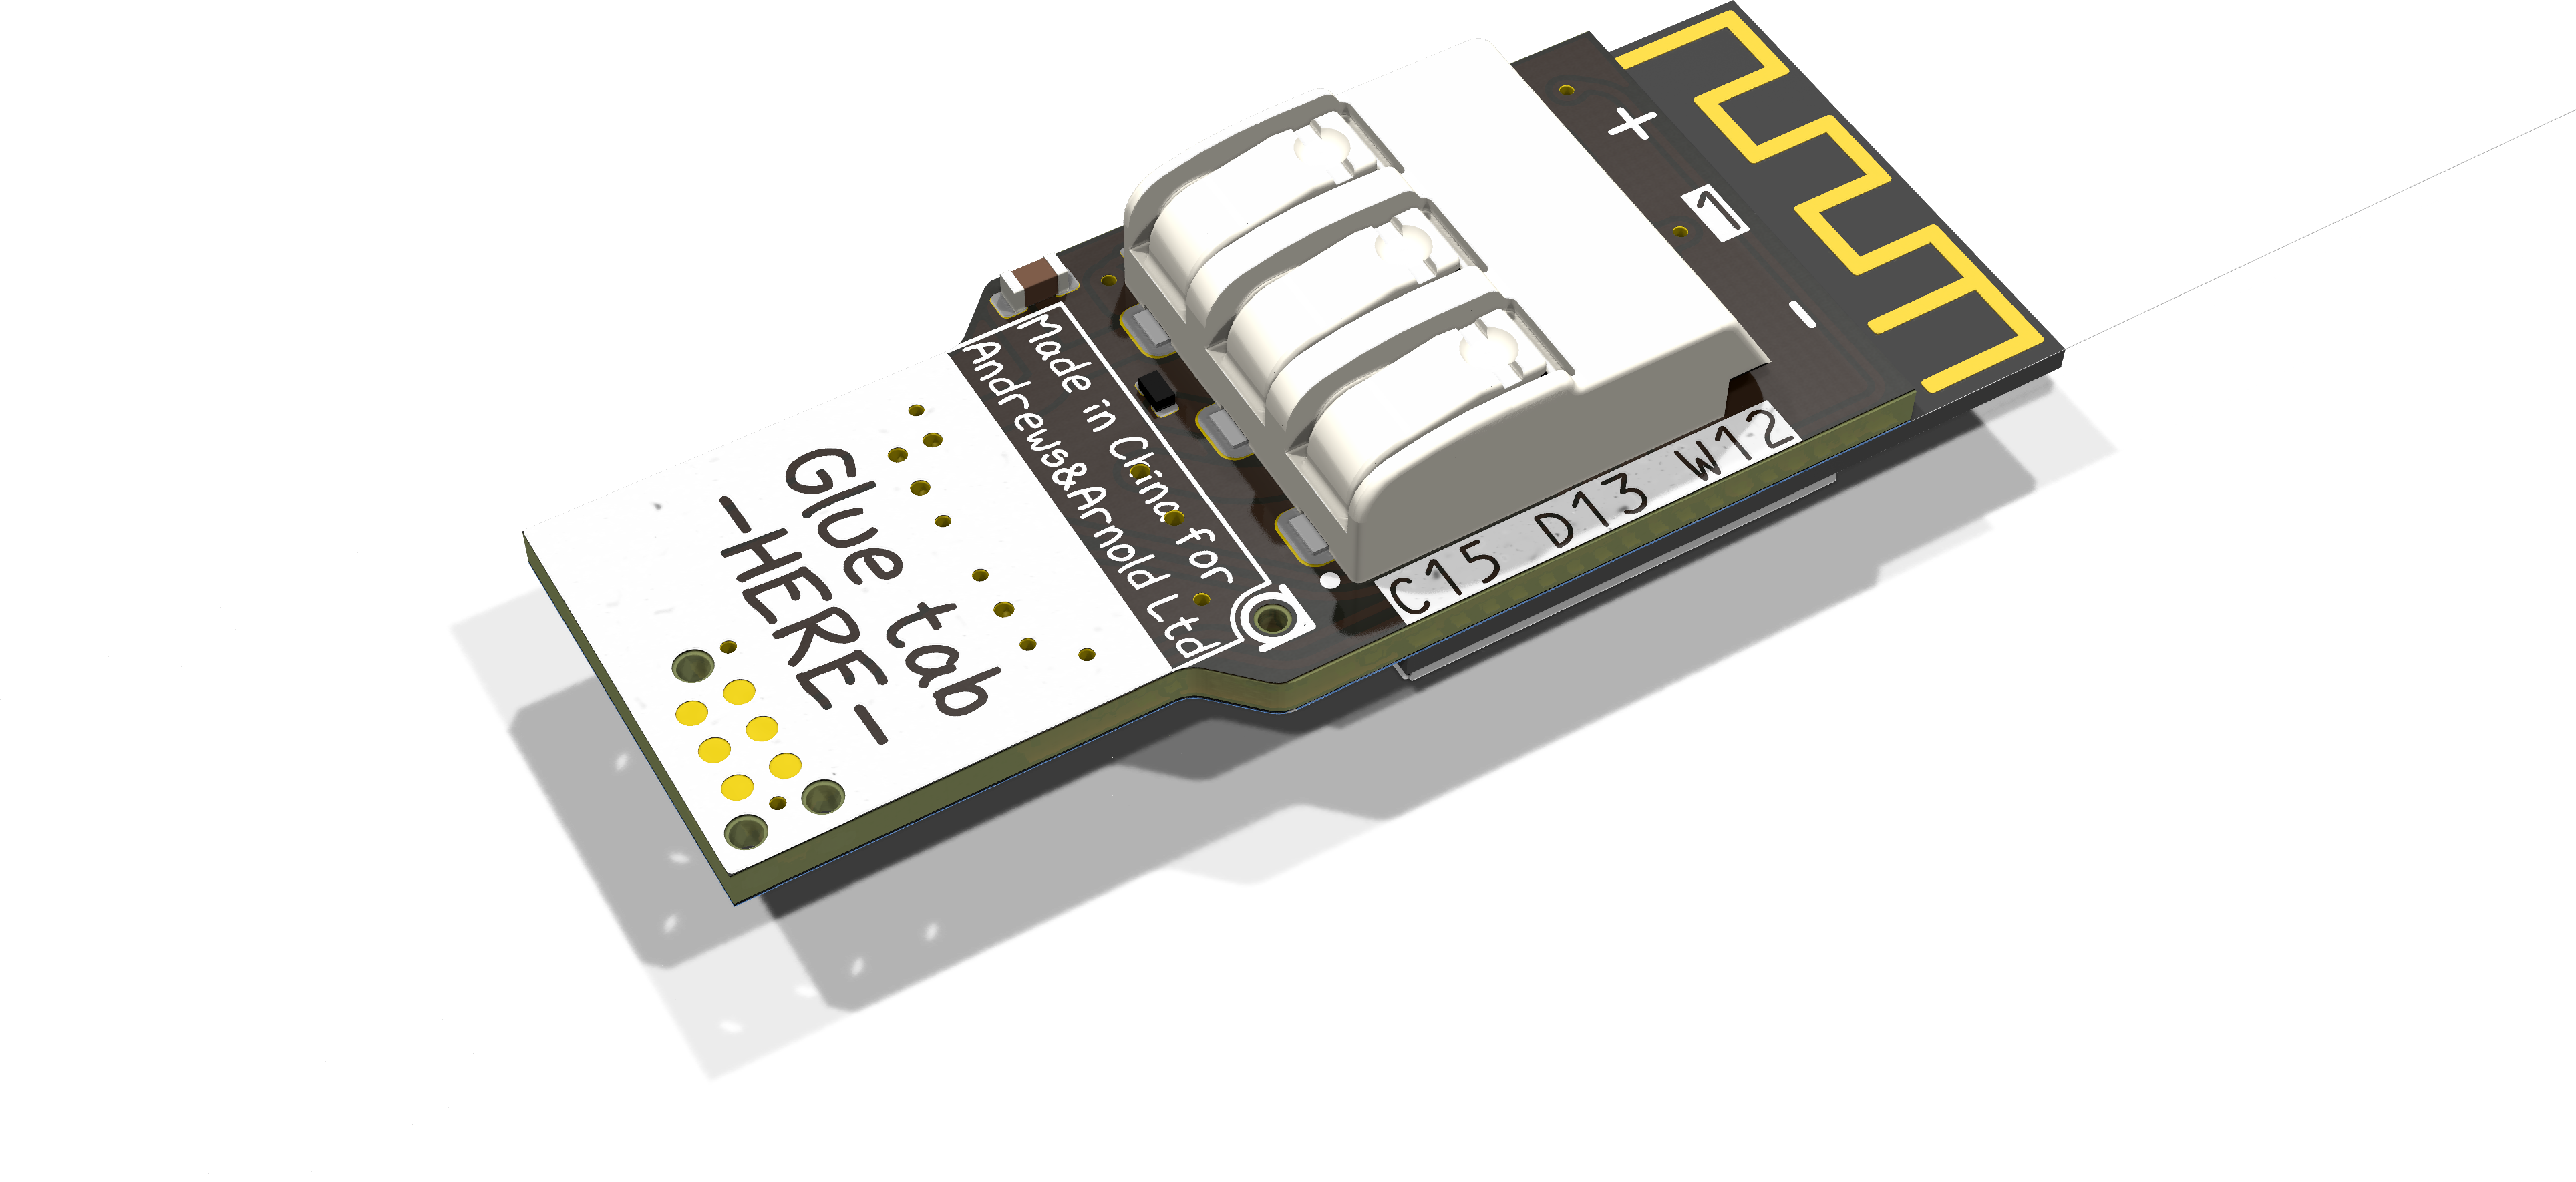 Glue tab
-HERE-
Made in China for
Andrews&Arnold Ltd
C15 D13 W12
+
1
-